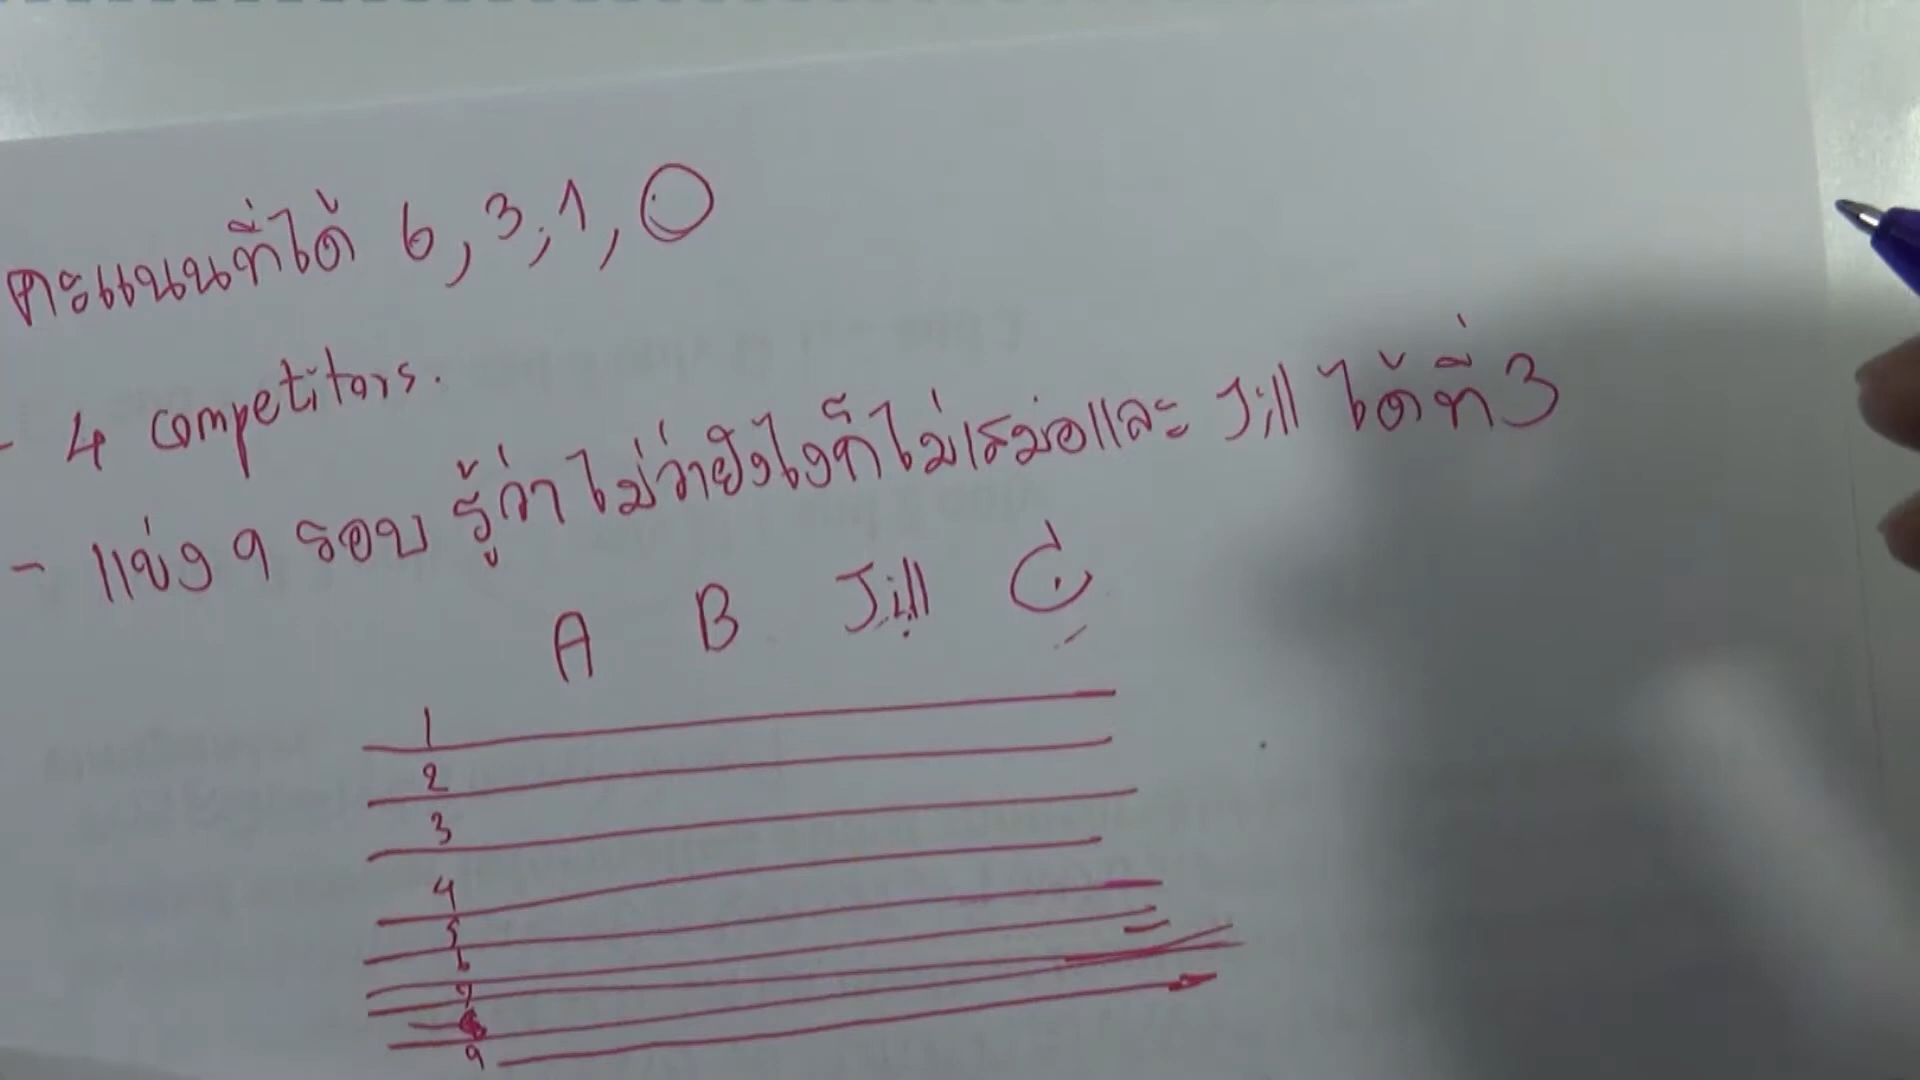 คะแนนที่ได้ 6, 3, 1, 0
- 4 competitors.
- แข่ง 9 รอบ รู้ว่า ไม่ว่ายังไงก็ไม่เสมอและ Jill ได้ที่ 3
A B Jill C
1
2
3
4
5
6
7
8
9